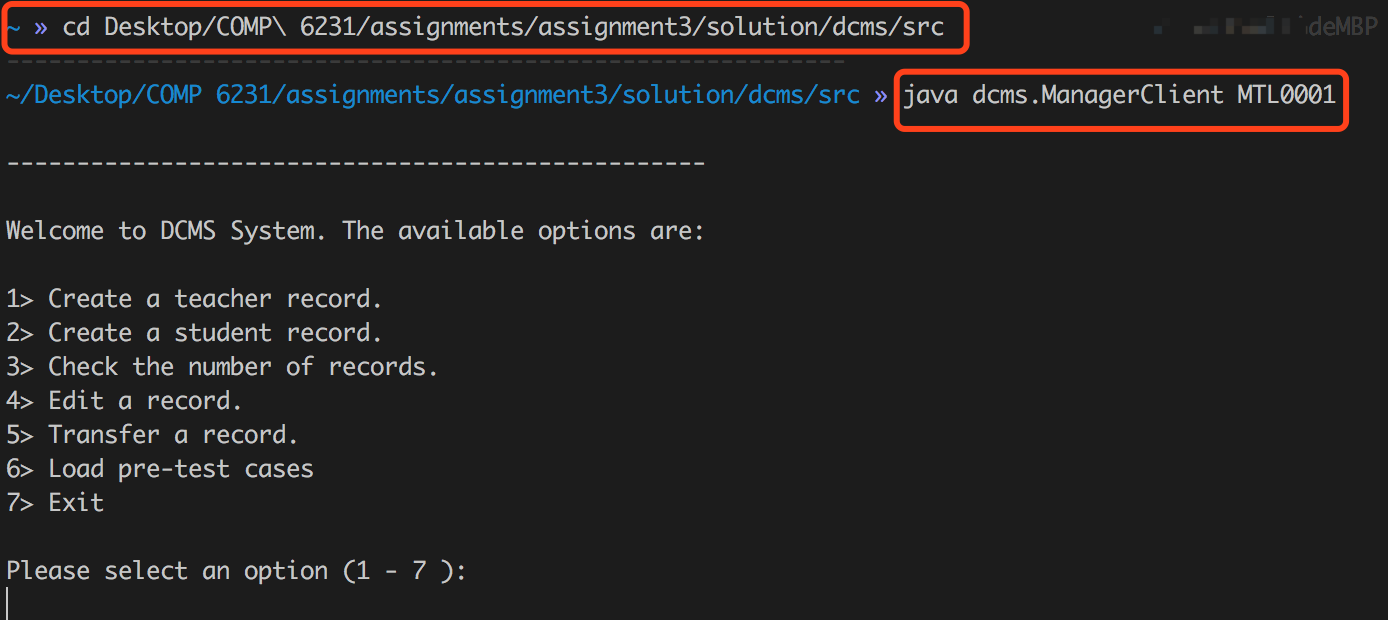 ~ » cd Desktop/COMP\ 6231/assignments/assignment3/solution/dcms/src deMBP
------------------------------------------------------------
~/Desktop/COMP 6231/assignments/assignment3/solution/dcms/src » java dcms.ManagerClient MTL0001
--------------------------------------------------
Welcome to DCMS System. The available options are:
1> Create a teacher record.
2> Create a student record.
3> Check the number of records.
4> Edit a record.
5> Transfer a record.
6> Load pre-test cases
7> Exit
Please select an option (1 - 7 ):